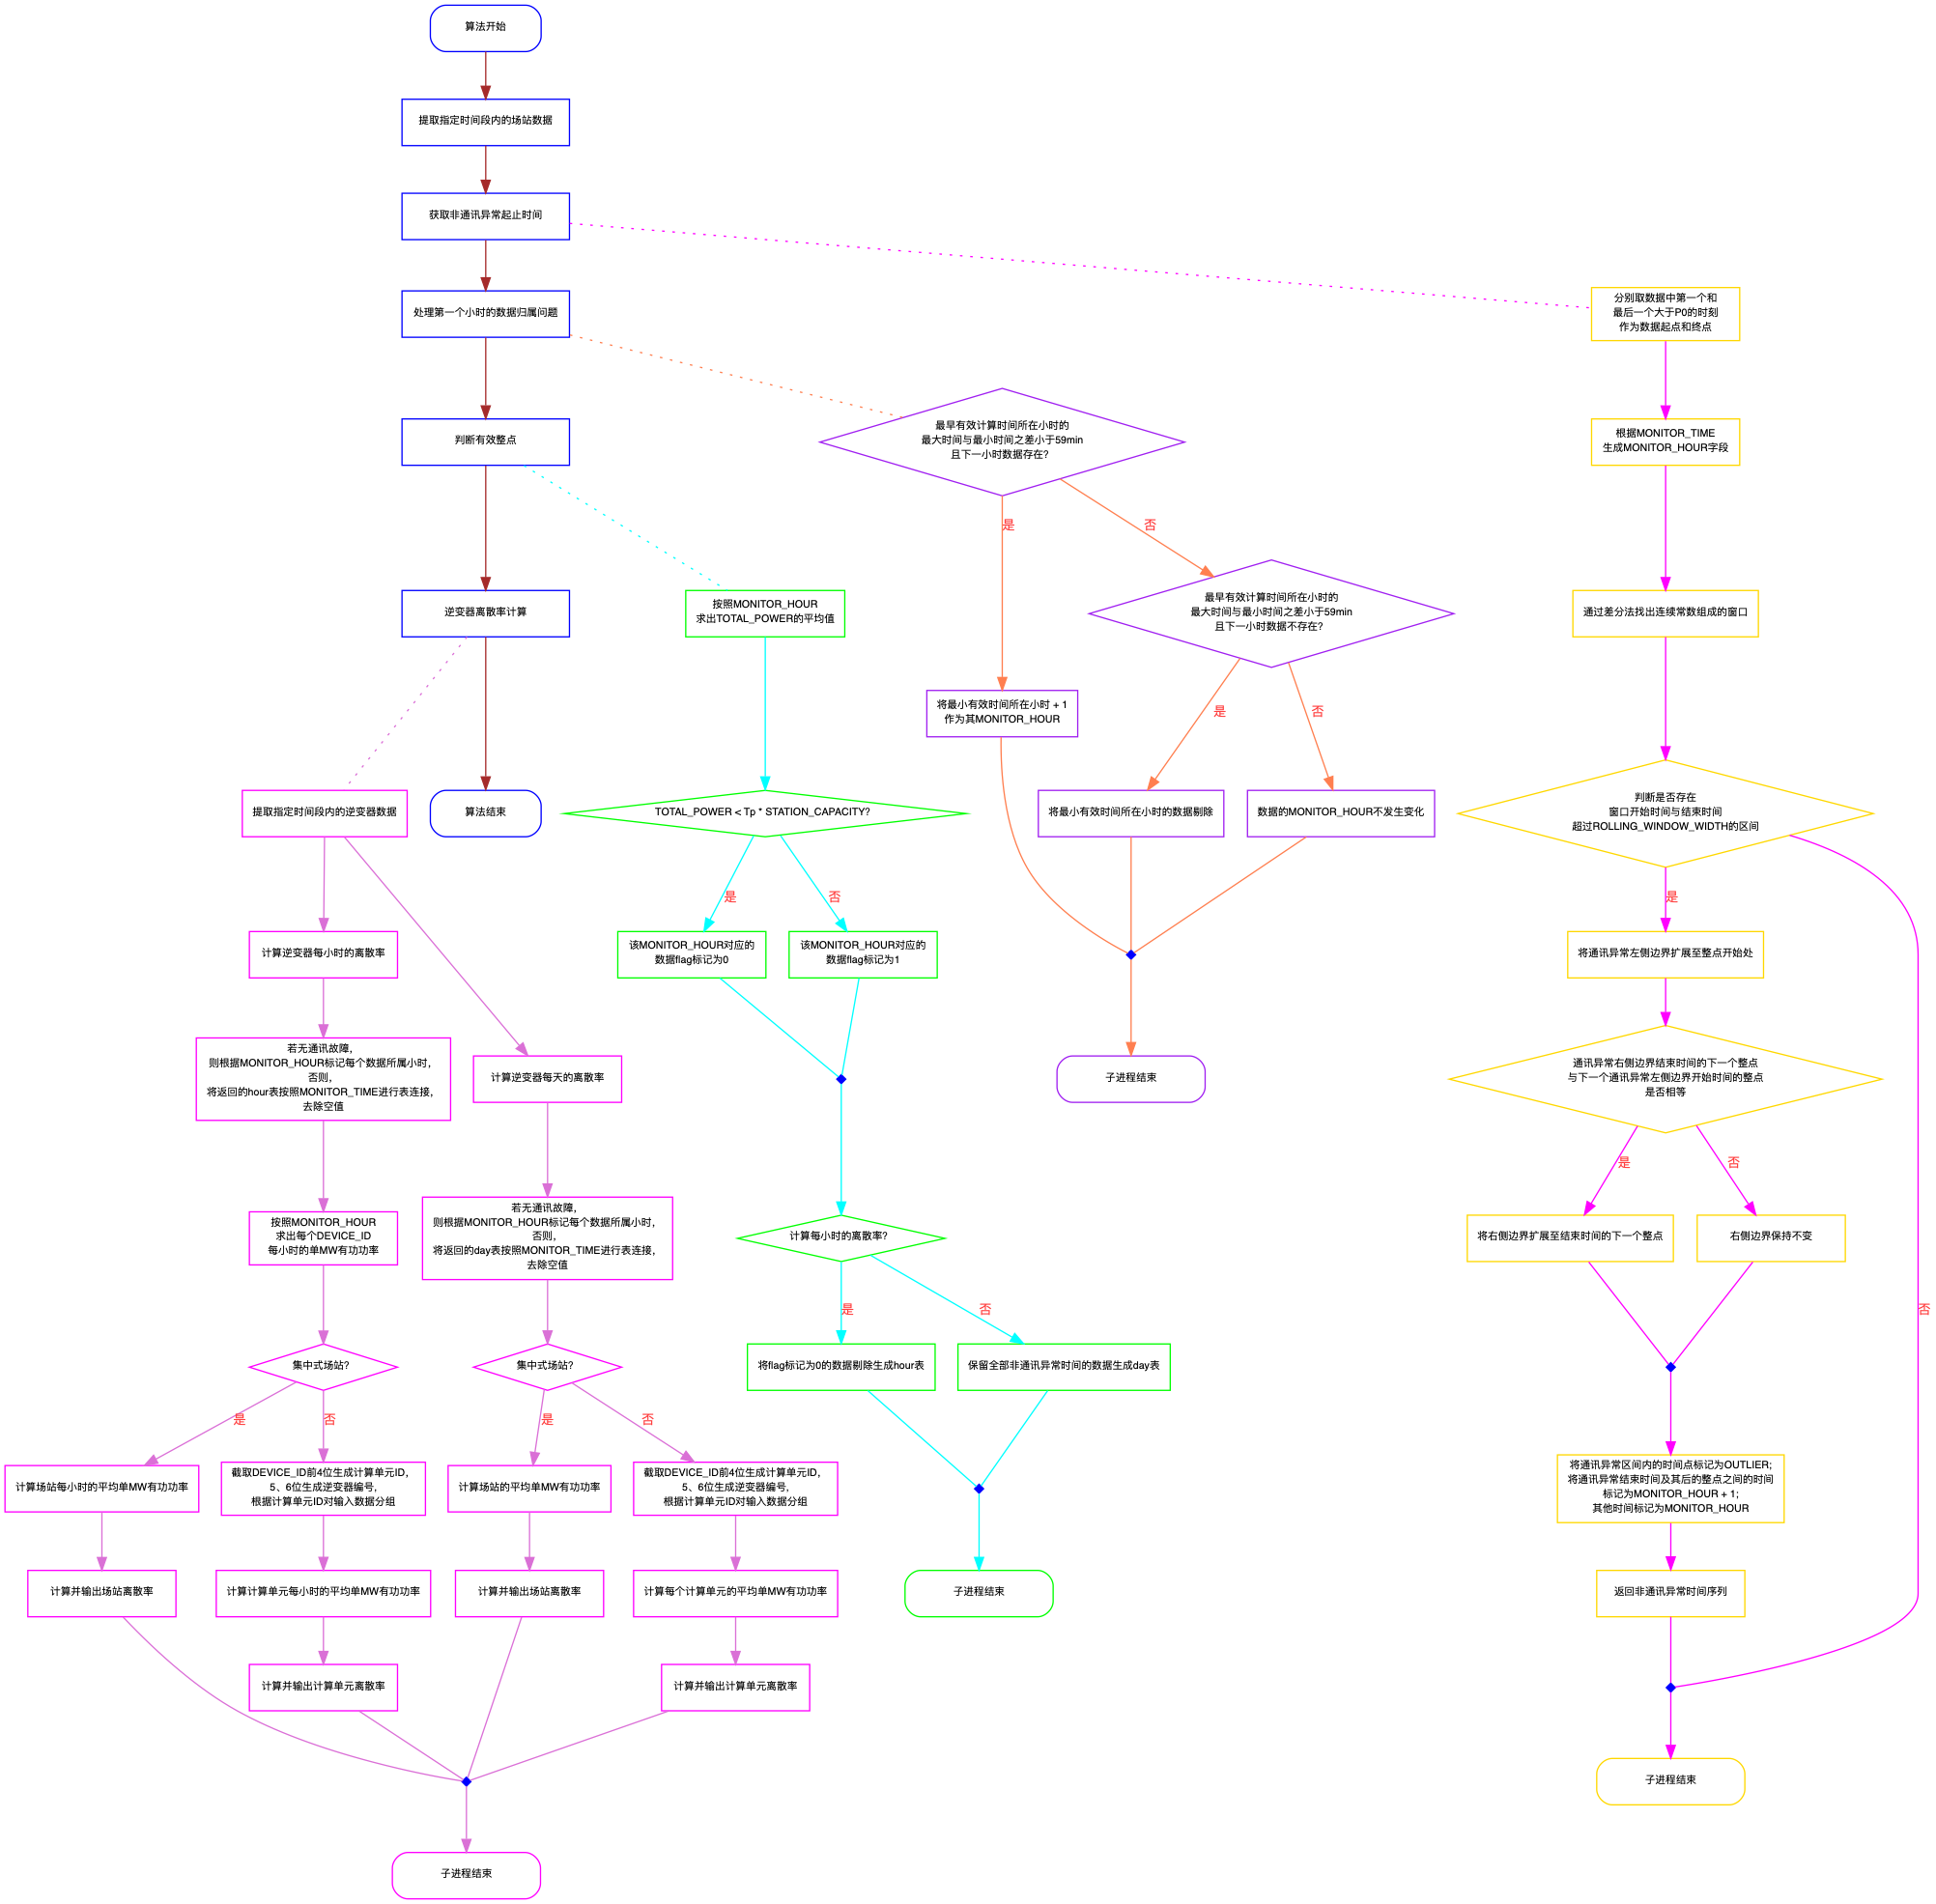 算法开始
提取指定时间段内的场站数据
获取非通讯异常起止时间
处理第一个小时的数据归属问题
判断有效整点
逆变器离散率计算
算法结束
分别取数据中第一个和
最后一个大于P0的时刻
作为数据起点和终点
根据MONITOR_TIME
生成MONITOR_HOUR字段
通过差分法找出连续常数组成的窗口
判断是否存在
窗口开始时间与结束时间
超过ROLLING_WINDOW_WIDTH的区间
是
否
将通讯异常左侧边界扩展至整点开始处
通讯异常右侧边界结束时间的下一个整点
与下一个通讯异常左侧边界开始时间的整点
是否相等
是
否
将右侧边界扩展至结束时间的下一个整点
右侧边界保持不变
将通讯异常区间内的时间点标记为OUTLIER;
将通讯异常结束时间及其后的整点之间的时间
标记为MONITOR_HOUR + 1;
其他时间标记为MONITOR_HOUR
返回非通讯异常时间序列
子进程结束
最早有效计算时间所在小时的
最大时间与最小时间之差小于59min
且下一小时数据存在?
是
否
最早有效计算时间所在小时的
最大时间与最小时间之差小于59min
且下一小时数据不存在?
是
否
将最小有效时间所在小时 + 1
作为其MONITOR_HOUR
将最小有效时间所在小时的数据剔除
数据的MONITOR_HOUR不发生变化
子进程结束
按照MONITOR_HOUR
求出TOTAL_POWER的平均值
TOTAL_POWER < Tp * STATION_CAPACITY?
是
否
该MONITOR_HOUR对应的
数据flag标记为0
该MONITOR_HOUR对应的
数据flag标记为1
计算每小时的离散率?
是
否
将flag标记为0的数据剔除生成hour表
保留全部非通讯异常时间的数据生成day表
子进程结束
提取指定时间段内的逆变器数据
计算逆变器每小时的离散率
若无通讯故障，
则根据MONITOR_HOUR标记每个数据所属小时，
否则，
将返回的hour表按照MONITOR_TIME进行表连接，
去除空值
按照MONITOR_HOUR
求出每个DEVICE_ID
每小时的单MW有功功率
集中式场站?
是
否
计算场站每小时的平均单MW有功功率
计算并输出场站离散率
截取DEVICE_ID前4位生成计算单元ID，
5、6位生成逆变器编号，
根据计算单元ID对输入数据分组
计算计算单元每小时的平均单MW有功功率
计算并输出计算单元离散率
计算逆变器每天的离散率
若无通讯故障，
则根据MONITOR_HOUR标记每个数据所属小时，
否则，
将返回的day表按照MONITOR_TIME进行表连接，
去除空值
集中式场站?
是
否
计算场站的平均单MW有功功率
计算并输出场站离散率
截取DEVICE_ID前4位生成计算单元ID，
5、6位生成逆变器编号，
根据计算单元ID对输入数据分组
计算每个计算单元的平均单MW有功功率
计算并输出计算单元离散率
子进程结束